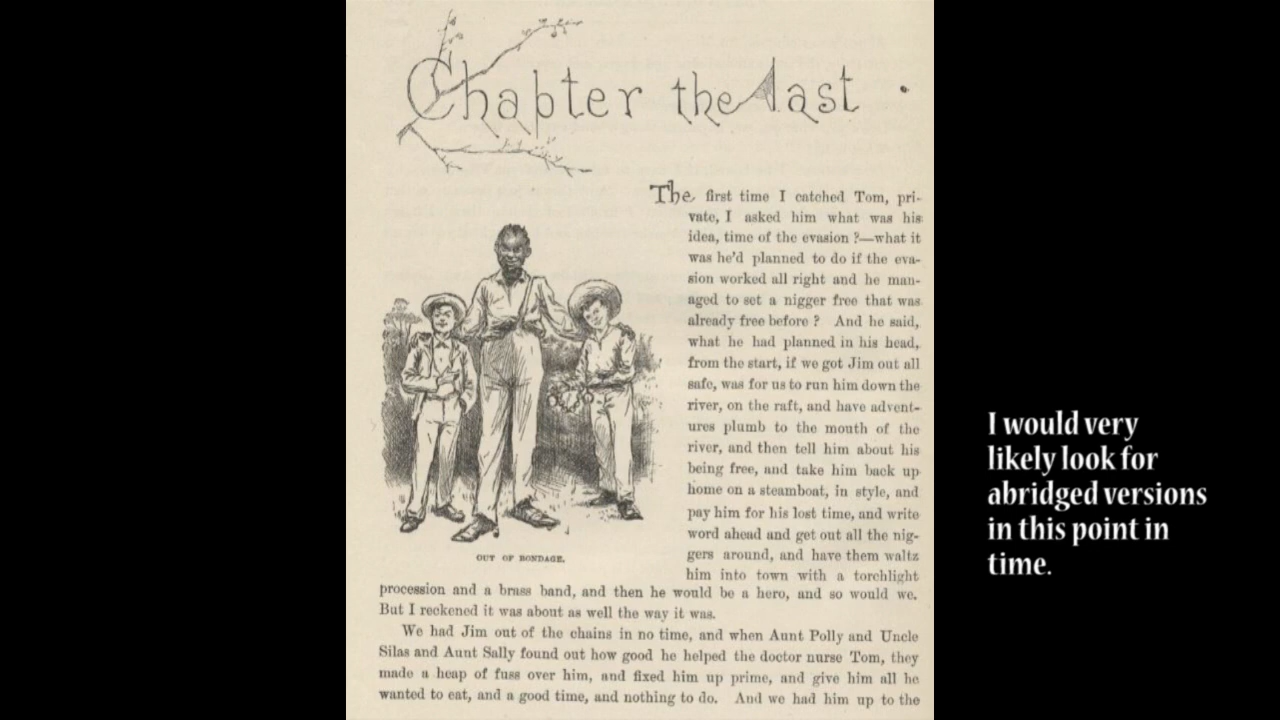 Chapter the last.
The first time I catched Tom, pri-
vate, I asked him what was his
idea, time of the evasion ?—what it
was he'd planned to do if the eva-
sion worked all right and he man-
aged to set a nigger free that was
already free before ? And he said,
what he had planned in his head,
from the start, if we got Jim out all
safe, was for us to run him down the
river, on the raft, and have advent-
ures plumb to the mouth of the
river, and then tell him about his
being free, and take him back up
home on a steamboat, in style, and
pay him for his lost time, and write
word ahead and get out all the nig-
gers around, and have them waltz
him into town with a torchlight
procession and a brass band, and then he would be a hero, and so would we.
But I reckened it was about as well the way it was.
We had Jim out of the chains in no time, and when Aunt Polly and Uncle
Silas and Aunt Sally found out how good he helped the doctor nurse Tom, they
made a heap of fuss over him, and fixed him up prime, and give him all he
wanted to eat, and a good time, and nothing to do. And we had him up to the
OUT OF BONDAGE.
I would very
likely look for
abridged versions
in this point in
time.